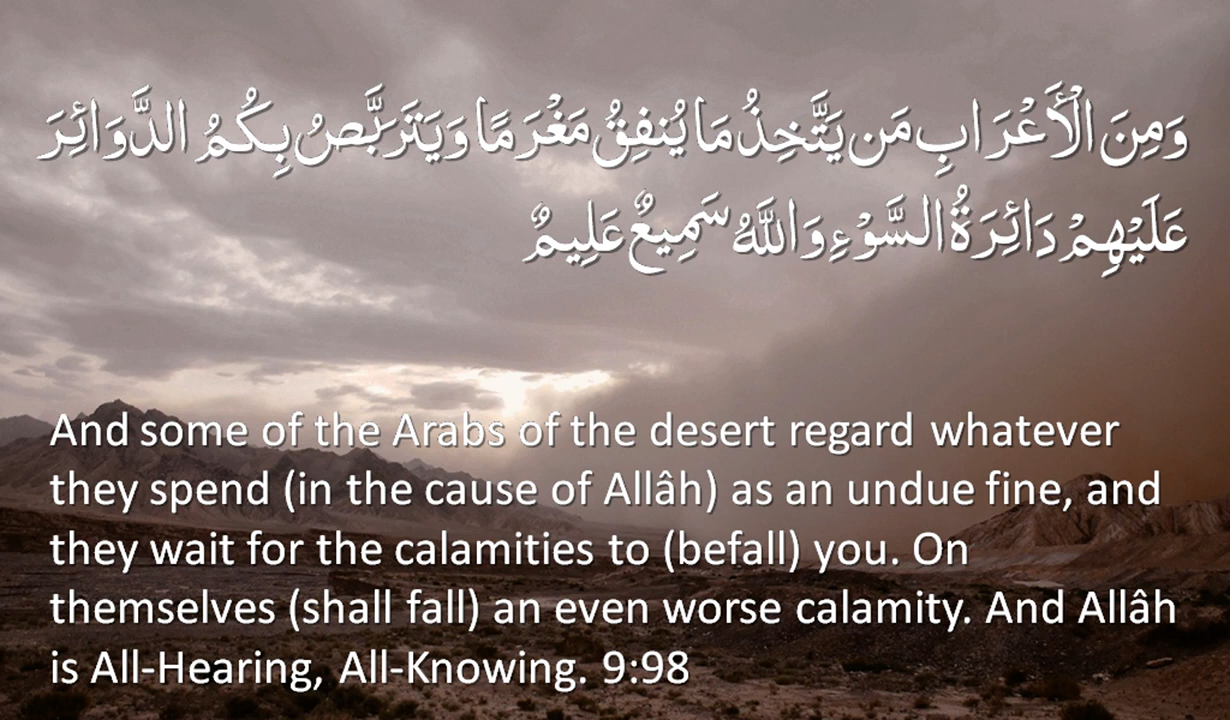 وَمِنَ الْأَعْرَابِ مَن يَتَّخِذُ مَا يُنفِقُ مَغْرَمًا وَيَتَرَبَّصُ بِكُمُ الدَّوَائِرَ
عَلَيْهِمْ دَائِرَةُ السَّوْءِ وَاللَّهُ سَمِيعٌ عَلِيمٌ
And some of the Arabs of the desert regard whatever
they spend (in the cause of Allâh) as an undue fine, and
they wait for the calamities to (befall) you. On
themselves (shall fall) an even worse calamity. And Allâh
is All-Hearing, All-Knowing. 9:98